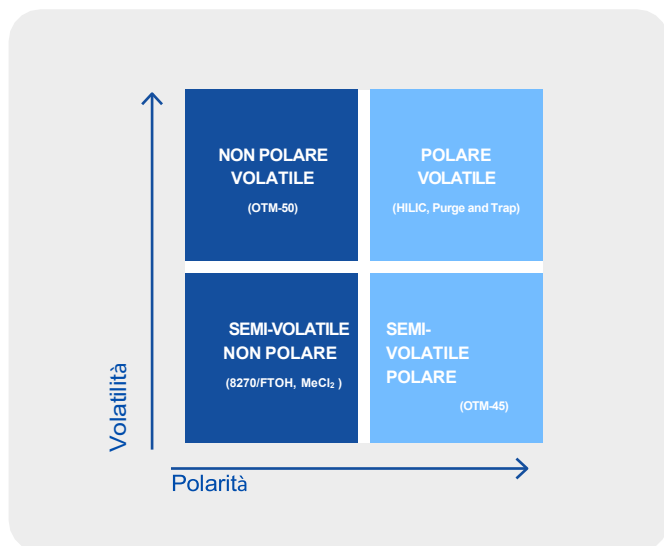 NON POLARE
VOLATILE
(OTM-50)
POLARE
VOLATILE
(HILIC, Purge and Trap)
SEMI-VOLATILE
NON POLARE
(8270/FTOH, MeCl₂ )
SEMI-
VOLATILE
POLARE
(OTM-45)
Volatilità
Polarità